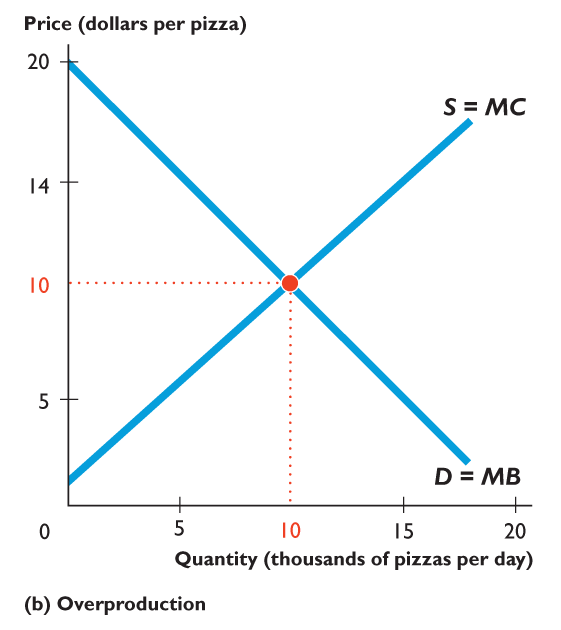 Price (dollars per pizza)
20
S = MC
14
10
5
D = MB
0
5
10
15
20
Quantity (thousands of pizzas per day)
(b) Overproduction